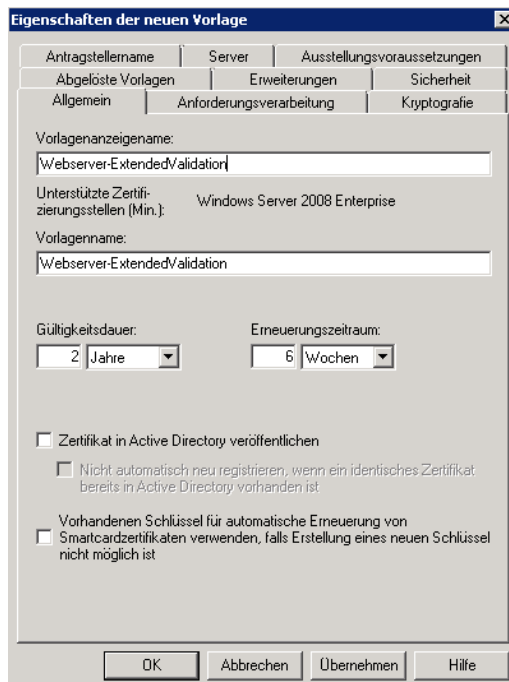 Eigenschaften der neuen Vorlage
Antragstellername
Server
Ausstellungsvoraussetzungen
Abgelöste Vorlagen
Erweiterungen
Sicherheit
Allgemein
Anforderungsverarbeitung
Kryptografie
Vorlagenanzeigename:
Webserver-ExtendedValidation
Unterstützte Zertifi-
zierungsstellen (Min.):
Windows Server 2008 Enterprise
Vorlagenname:
Webserver-ExtendedValidation
Gültigkeitsdauer:
Erneuerungszeitraum:
2 Jahre
6 Wochen
Zertifikat in Active Directory veröffentlichen
Nicht automatisch neu registrieren, wenn ein identisches Zertifikat
bereits in Active Directory vorhanden ist
Vorhandenen Schlüssel für automatische Erneuerung von
Smartcardzertifikaten verwenden, falls Erstellung eines neuen Schlüssel
nicht möglich ist
OK
Abbrechen
Übernehmen
Hilfe